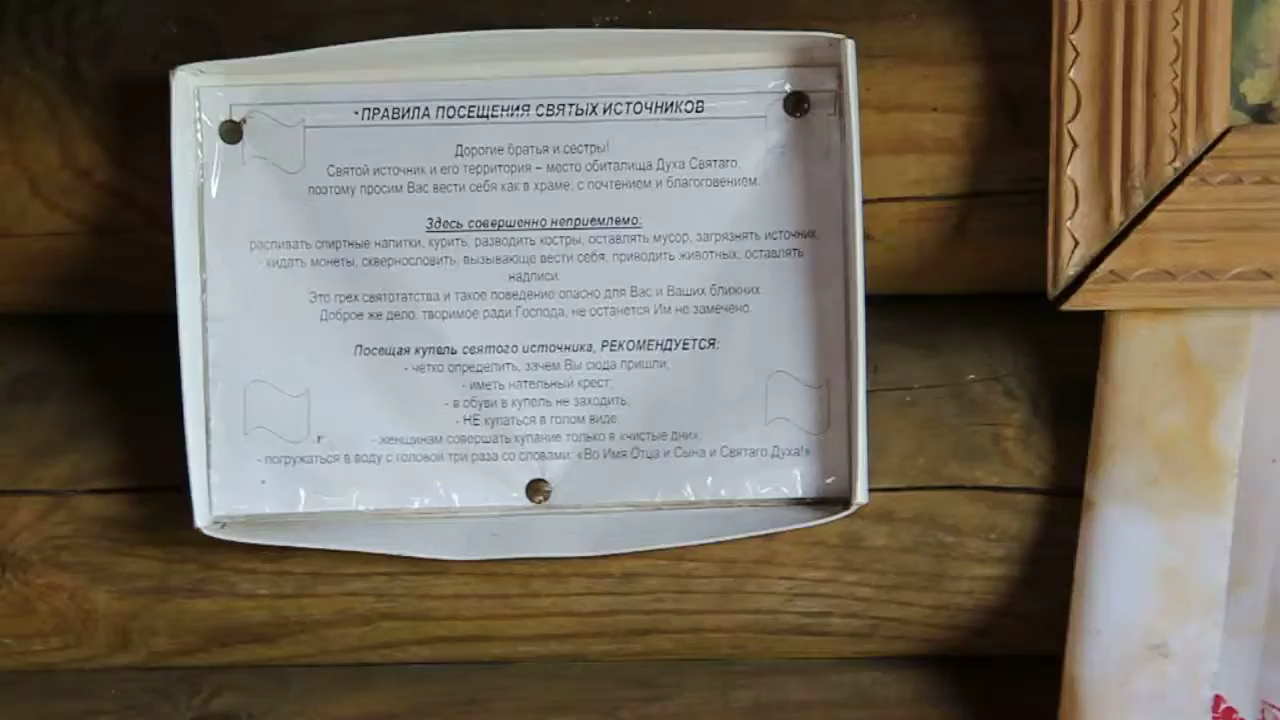 ПРАВИЛА ПОСЕЩЕНИЯ СВЯТЫХ ИСТОЧНИКОВ
Дорогие братья и сестры!
Святой источник и его территория – место обиталища Духа Святаго,
поэтому просим Вас вести себя как в храме, с почтением и благоговением.
Здесь совершенно неприемлемо:
распивать спиртные напитки, курить, разводить костры, оставлять мусор, загрязнять источник,
кидать монеты, сквернословить, вызывающе вести себя, приводить животных, оставлять
надписи.
Это грех святотатства и такое поведение опасно для Вас и Ваших ближних.
Доброе же дело, творимое ради Господа, не останется Им не замечено.
Посещая купель святого источника, РЕКОМЕНДУЕТСЯ:
- четко определить, зачем Вы сюда пришли;
- иметь нательный крест;
- в обуви в купель не заходить;
- НЕ купаться в голом виде;
- женщинам совершать купание только в «чистые дни»;
- погружаться в воду с головой три раза со словами: «Во Имя Отца и Сына и Святаго Духа!»